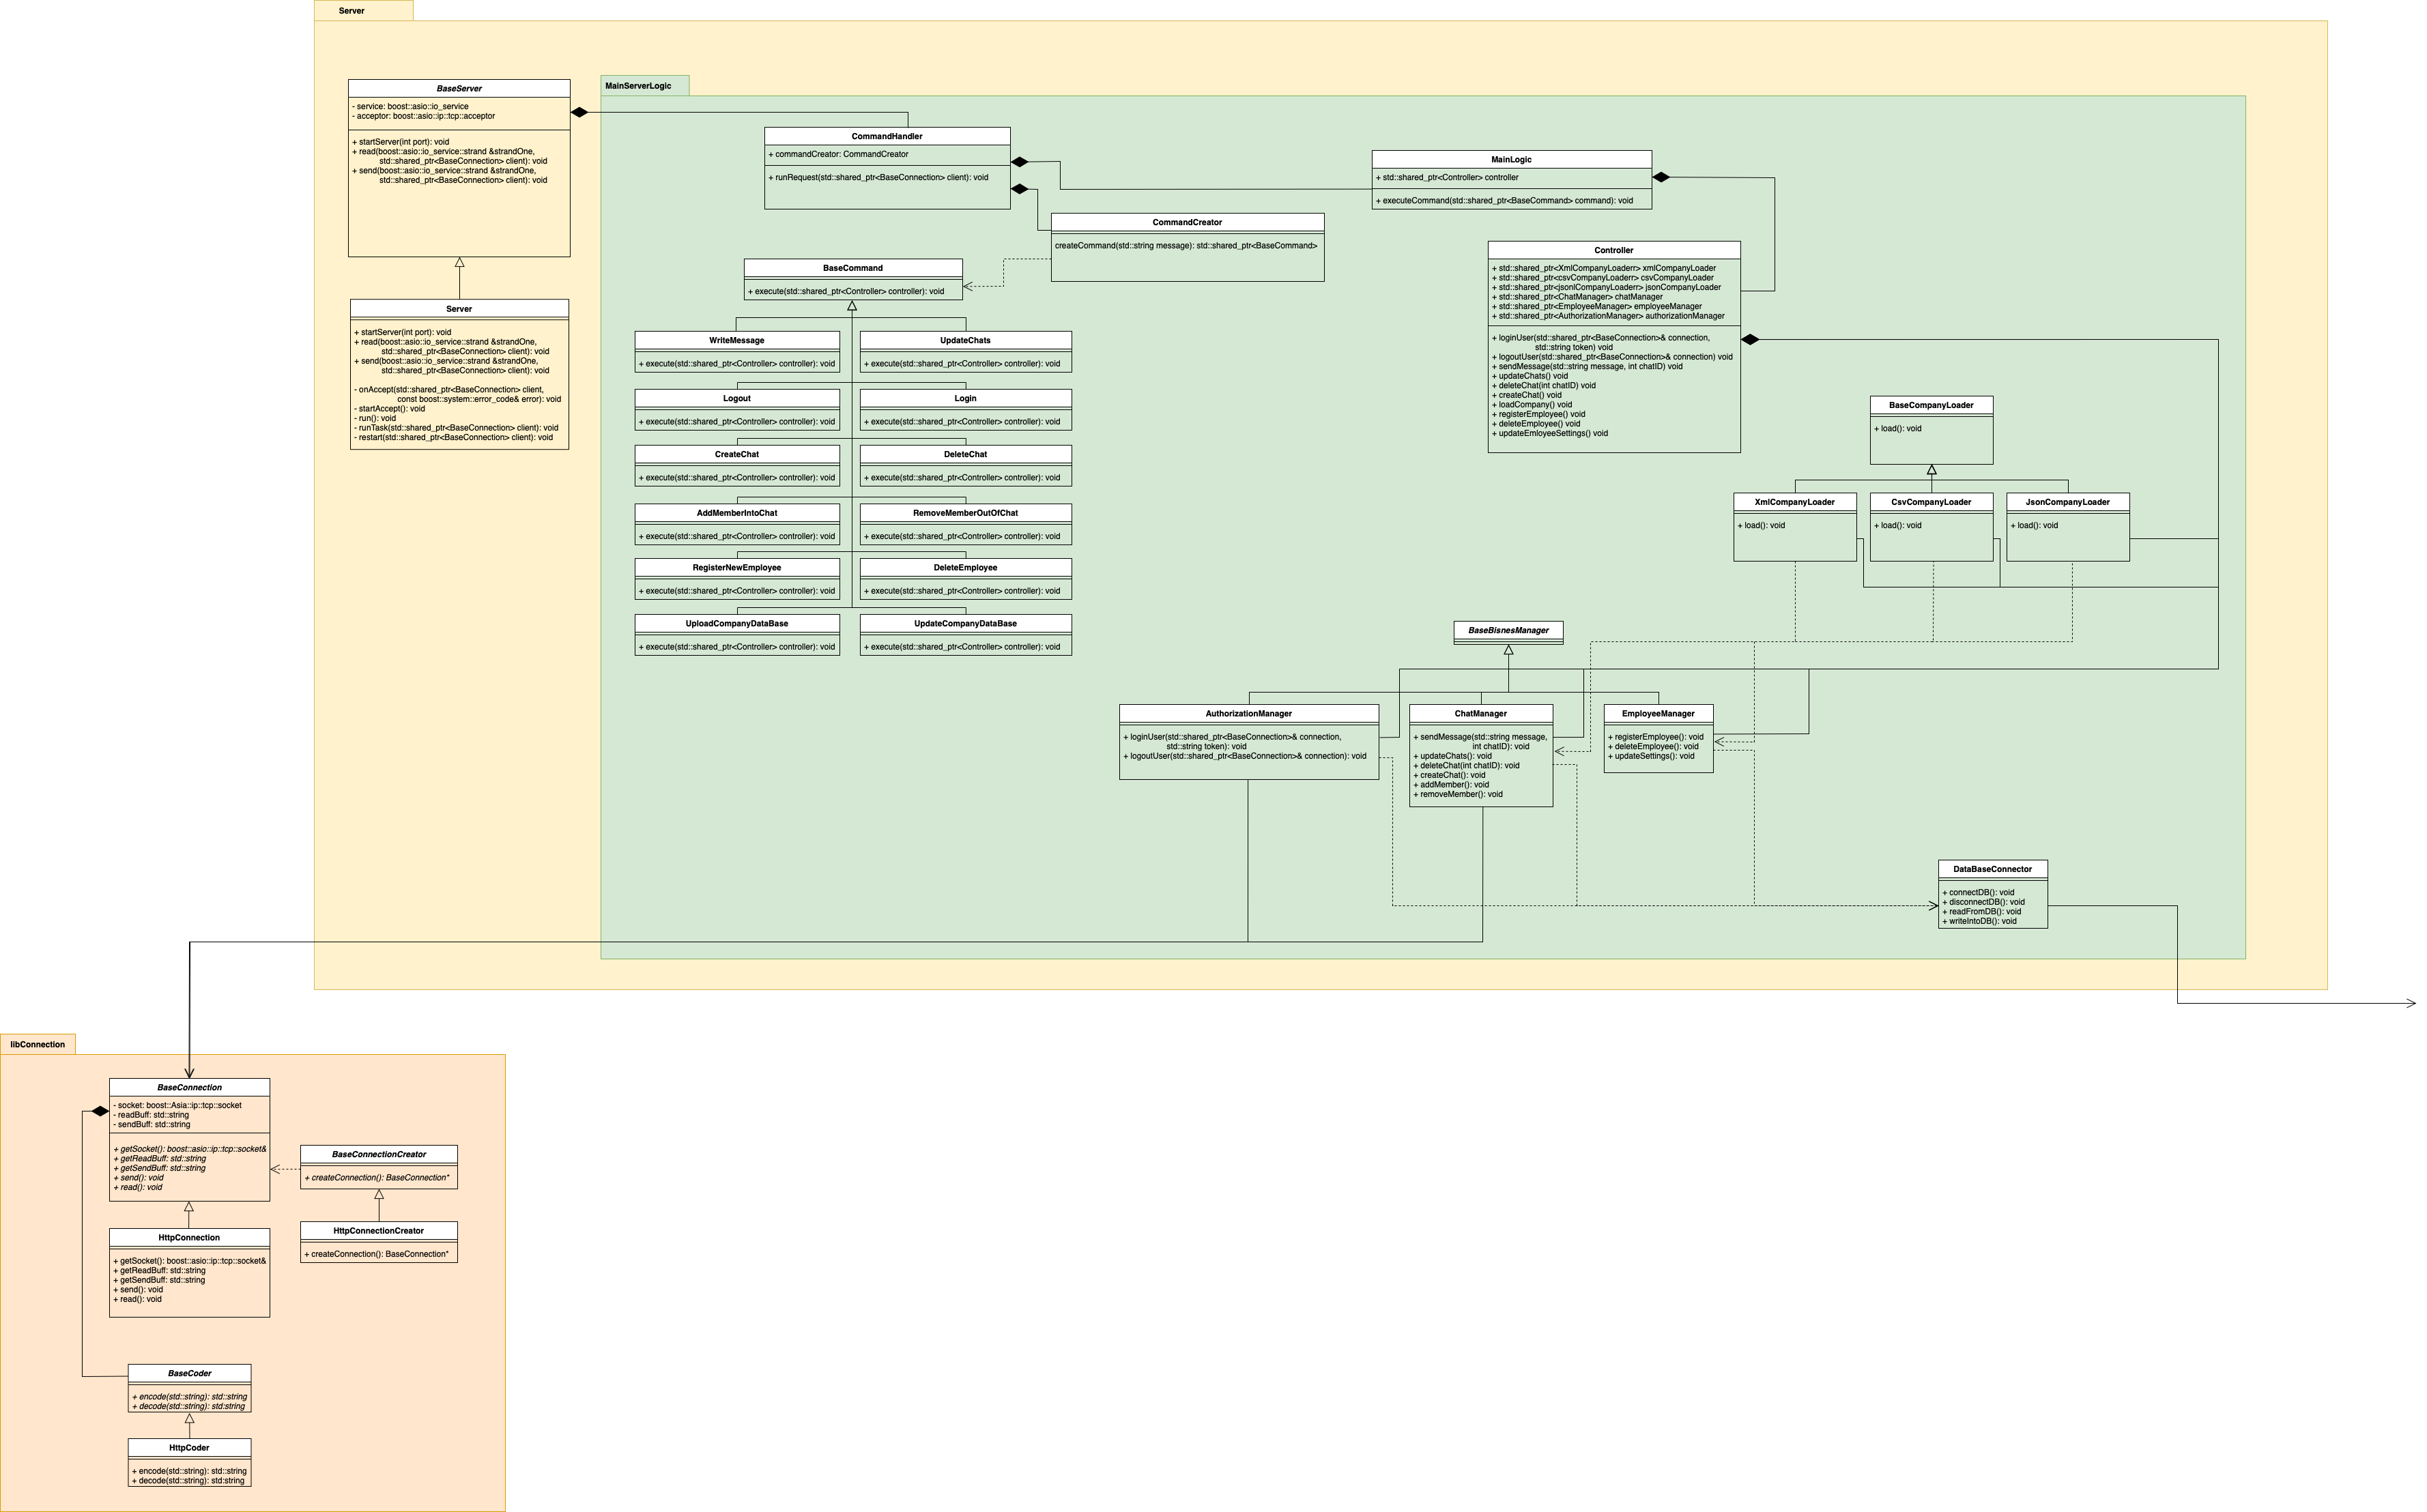 Server
BaseServer
- service: boost::asio::io_service
- acceptor: boost::asio::ip::tcp::acceptor
+ startServer(int port): void
+ read(boost::asio::io_service::strand &strandOne,
std::shared_ptr<BaseConnection> client): void
+ send(boost::asio::io_service::strand &strandOne,
std::shared_ptr<BaseConnection> client): void
Server
+ startServer(int port): void
+ read(boost::asio::io_service::strand &strandOne,
std::shared_ptr<BaseConnection> client): void
+ send(boost::asio::io_service::strand &strandOne,
std::shared_ptr<BaseConnection> client): void
- onAccept(std::shared_ptr<BaseConnection> client,
const boost::system::error_code& error): void
- startAccept(): void
- run(): void
- runTask(std::shared_ptr<BaseConnection> client): void
- restart(std::shared_ptr<BaseConnection> client): void
MainServerLogic
CommandHandler
+ commandCreator: CommandCreator
+ runRequest(std::shared_ptr<BaseConnection> client): void
MainLogic
+ std::shared_ptr<Controller> controller
+ executeCommand(std::shared_ptr<BaseCommand> command): void
CommandCreator
createCommand(std::string message): std::shared_ptr<BaseCommand>
BaseCommand
+ execute(std::shared_ptr<Controller> controller): void
WriteMessage
+ execute(std::shared_ptr<Controller> controller): void
UpdateChats
+ execute(std::shared_ptr<Controller> controller): void
Logout
+ execute(std::shared_ptr<Controller> controller): void
Login
+ execute(std::shared_ptr<Controller> controller): void
CreateChat
+ execute(std::shared_ptr<Controller> controller): void
DeleteChat
+ execute(std::shared_ptr<Controller> controller): void
AddMemberIntoChat
+ execute(std::shared_ptr<Controller> controller): void
RemoveMemberOutOfChat
+ execute(std::shared_ptr<Controller> controller): void
RegisterNewEmployee
+ execute(std::shared_ptr<Controller> controller): void
DeleteEmployee
+ execute(std::shared_ptr<Controller> controller): void
UploadCompanyDataBase
+ execute(std::shared_ptr<Controller> controller): void
UpdateCompanyDataBase
+ execute(std::shared_ptr<Controller> controller): void
Controller
+ std::shared_ptr<XmlCompanyLoaderr> xmlCompanyLoader
+ std::shared_ptr<csvCompanyLoaderr> csvCompanyLoader
+ std::shared_ptr<jsonlCompanyLoaderr> jsonCompanyLoader
+ std::shared_ptr<ChatManager> chatManager
+ std::shared_ptr<EmployeeManager> employeeManager
+ std::shared_ptr<AuthorizationManager> authorizationManager
+ loginUser(std::shared_ptr<BaseConnection>& connection,
std::string token) void
+ logoutUser(std::shared_ptr<BaseConnection>& connection) void
+ sendMessage(std::string message, int chatID) void
+ updateChats() void
+ deleteChat(int chatID) void
+ createChat() void
+ loadCompany() void
+ registerEmployee() void
+ deleteEmployee() void
+ updateEmloyeeSettings() void
BaseCompanyLoader
+ load(): void
XmlCompanyLoader
+ load(): void
CsvCompanyLoader
+ load(): void
JsonCompanyLoader
+ load(): void
BaseBisnesManager
AuthorizationManager
+ loginUser(std::shared_ptr<BaseConnection>& connection,
std::string token): void
+ logoutUser(std::shared_ptr<BaseConnection>& connection): void
ChatManager
+ sendMessage(std::string message,
int chatID): void
+ updateChats(): void
+ deleteChat(int chatID): void
+ createChat(): void
+ addMember(): void
+ removeMember(): void
EmployeeManager
+ registerEmployee(): void
+ deleteEmployee(): void
+ updateSettings(): void
DataBaseConnector
+ connectDB(): void
+ disconnectDB(): void
+ readFromDB(): void
+ writeIntoDB(): void
libConnection
BaseConnection
- socket: boost::Asia::ip::tcp::socket
- readBuff: std::string
- sendBuff: std::string
+ getSocket(): boost::asio::ip::tcp::socket&
+ getReadBuff: std::string
+ getSendBuff: std::string
+ send(): void
+ read(): void
BaseConnectionCreator
+ createConnection(): BaseConnection*
HttpConnectionCreator
+ createConnection(): BaseConnection*
HttpConnection
+ getSocket(): boost::asio::ip::tcp::socket&
+ getReadBuff: std::string
+ getSendBuff: std::string
+ send(): void
+ read(): void
BaseCoder
+ encode(std::string): std::string
+ decode(std::string): std:string
HttpCoder
+ encode(std::string): std::string
+ decode(std::string): std:string